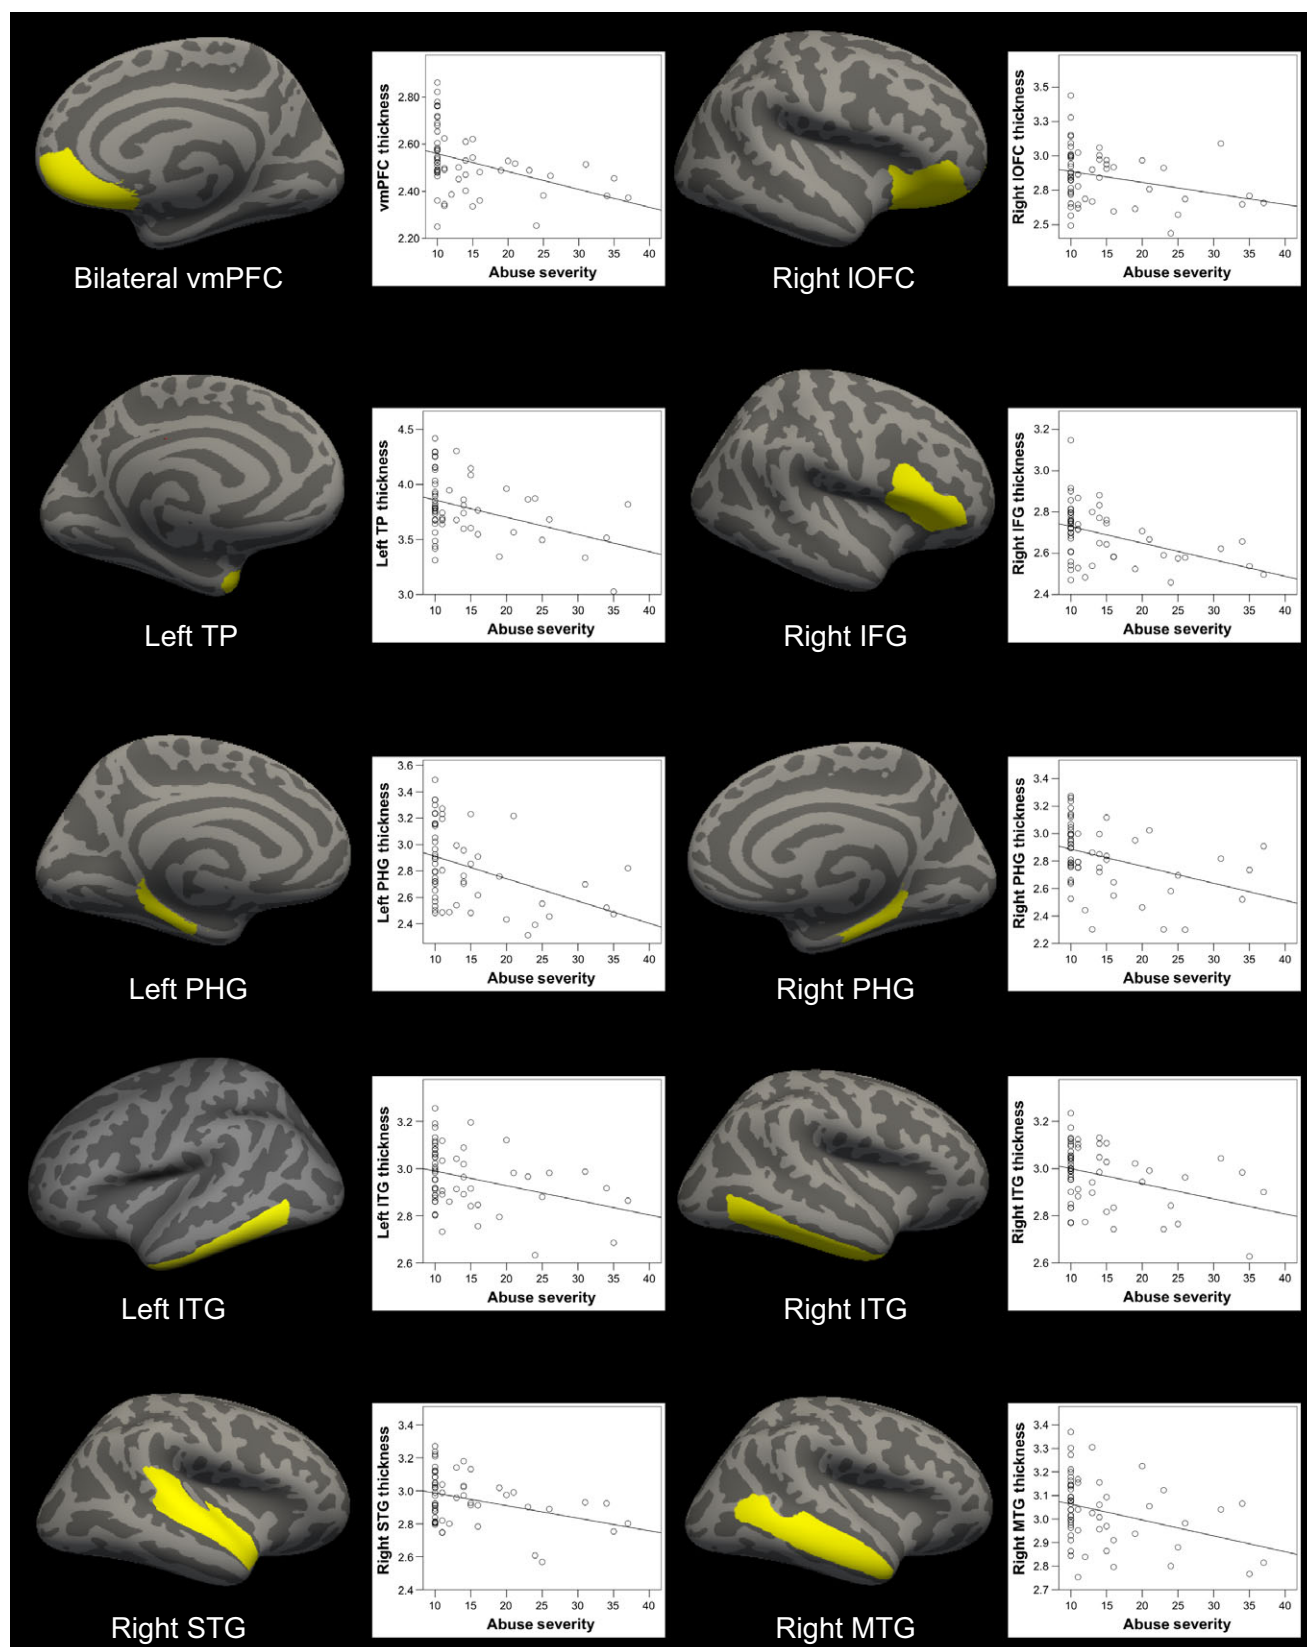 vmPFC thickness
2.80
2.60
2.40
2.20
10 15 20 25 30 35 40
Abuse severity
Bilateral vmPFC
Right lOFC thickness
3.5
3.3
3.0
2.8
2.5
10 15 20 25 30 35 40
Abuse severity
Right lOFC
Left TP thickness
4.5
4.0
3.5
3.0
10 15 20 25 30 35 40
Abuse severity
Left TP
Right IFG thickness
3.2
3.0
2.8
2.6
2.4
10 15 20 25 30 35 40
Abuse severity
Right IFG
Left PHG thickness
3.6
3.4
3.2
3.0
2.8
2.6
2.4
10 15 20 25 30 35 40
Abuse severity
Left PHG
Right PHG thickness
3.4
3.2
3.0
2.8
2.6
2.4
2.2
10 15 20 25 30 35 40
Abuse severity
Right PHG
Left ITG thickness
3.2
3.0
2.8
2.6
10 15 20 25 30 35 40
Abuse severity
Left ITG
Right ITG thickness
3.2
3.0
2.8
2.6
10 15 20 25 30 35 40
Abuse severity
Right ITG
Right STG thickness
3.4
3.2
3.0
2.8
2.6
2.4
10 15 20 25 30 35 40
Abuse severity
Right STG
Right MTG thickness
3.4
3.3
3.2
3.1
3.0
2.9
2.8
2.7
10 15 20 25 30 35 40
Abuse severity
Right MTG